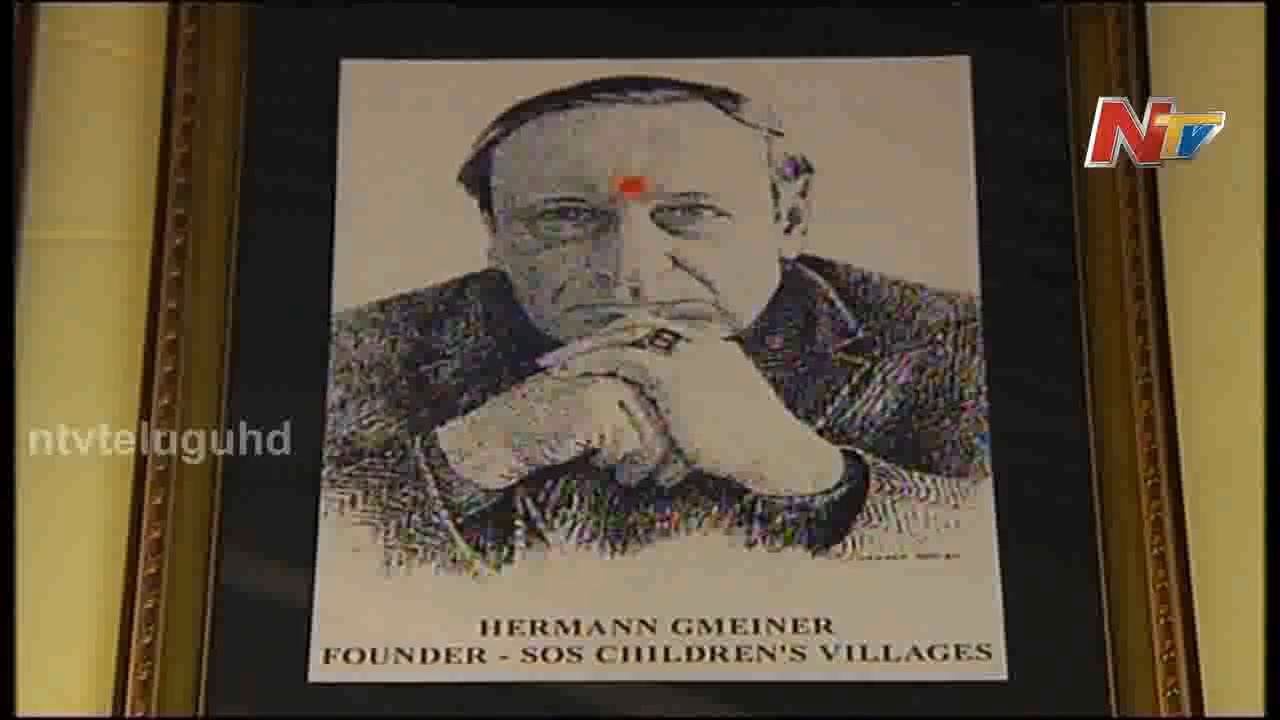 NTV
ntvteluguhd
HERMANN GMEINER
FOUNDER - SOS CHILDREN'S VILLAGES